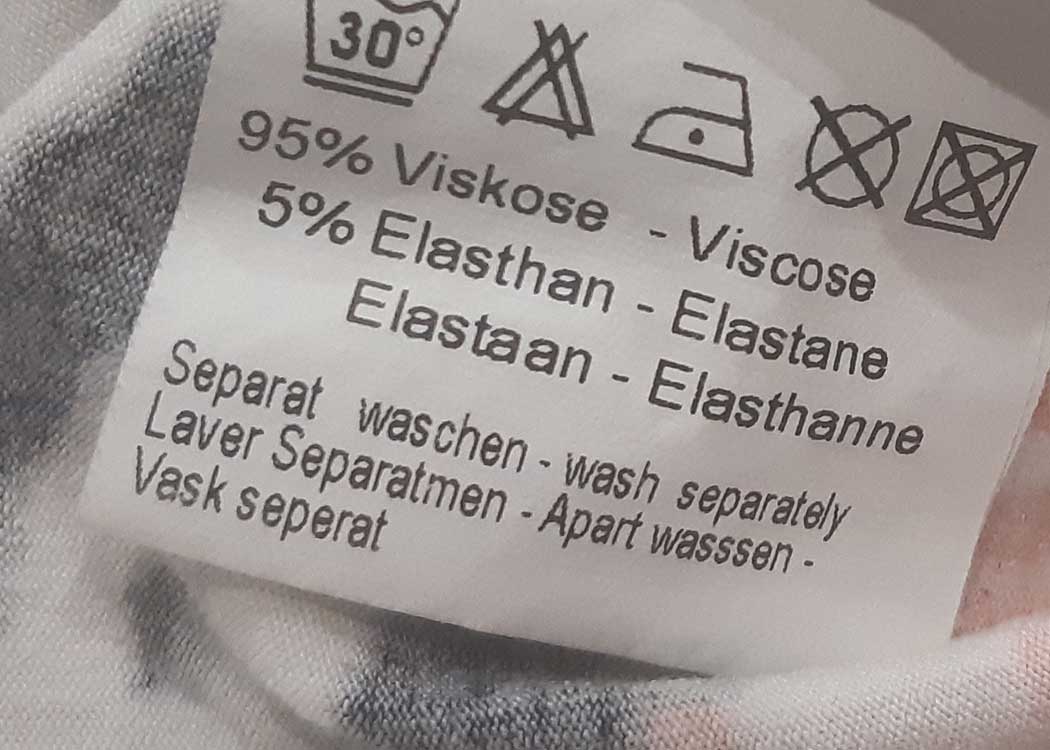 30°
95% Viskose - Viscose
5% Elasthan - Elastane
Elastaan - Elasthanne
Separat waschen - wash separately
Laver Separatmen - Apart wasssen -
Vask seperat